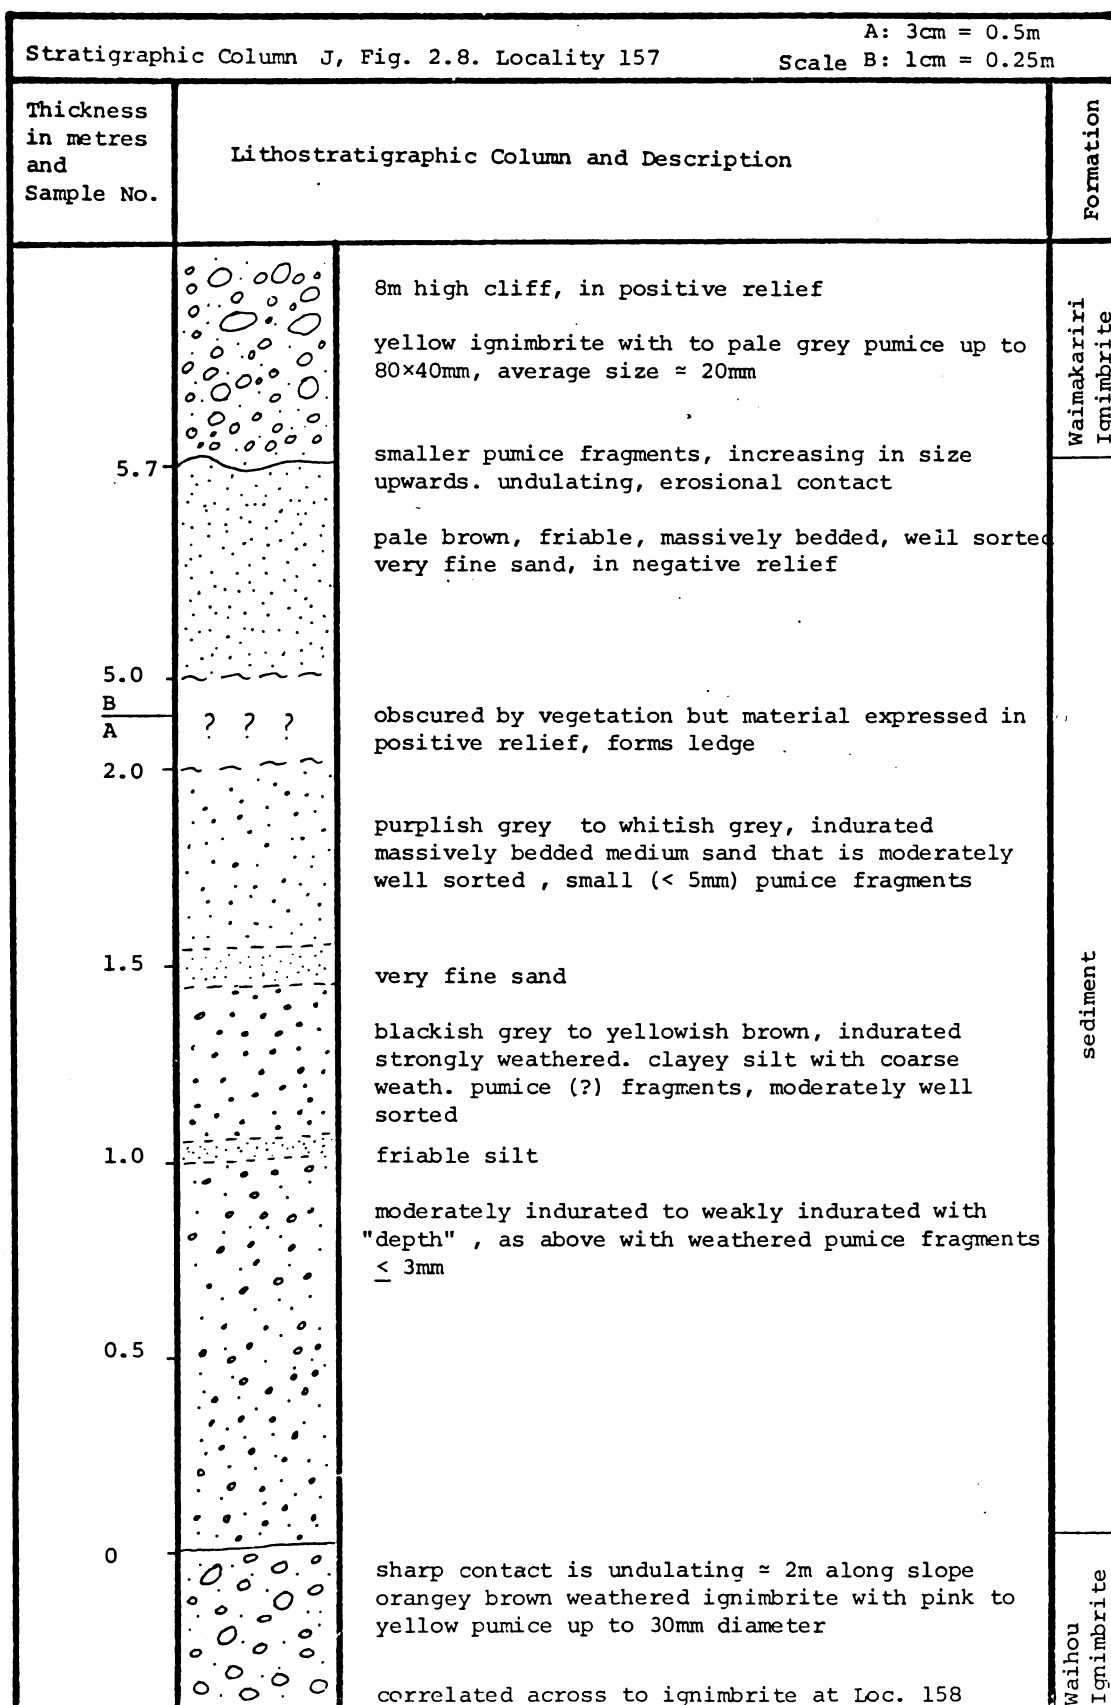 A: 3cm = 0.5m
Stratigraphic Column J, Fig. 2.8. Locality 157
Scale B: 1cm = 0.25m
Thickness
in metres
and
Sample No.
Lithostratigraphic Column and Description
Formation
8m high cliff, in positive relief
yellow ignimbrite with to pale grey pumice up to
80×40mm, average size ≃ 20mm
Waimakariri
Ignimbrite
smaller pumice fragments, increasing in size
5.7
upwards. undulating, erosional contact
pale brown, friable, massively bedded, well sorted
very fine sand, in negative relief
5.0
B
A
? ? ?
obscured by vegetation but material expressed in
positive relief, forms ledge
2.0
purplish grey to whitish grey, indurated
massively bedded medium sand that is moderately
well sorted , small (< 5mm) pumice fragments
1.5
very fine sand
sediment
blackish grey to yellowish brown, indurated
strongly weathered. clayey silt with coarse
weath. pumice (?) fragments, moderately well
sorted
1.0
friable silt
moderately indurated to weakly indurated with
"depth" , as above with weathered pumice fragments
≤ 3mm
0.5
0
sharp contact is undulating ≃ 2m along slope
orangey brown weathered ignimbrite with pink to
yellow pumice up to 30mm diameter
correlated across to ignimbrite at Loc. 158
Waihou
Ignimbrite